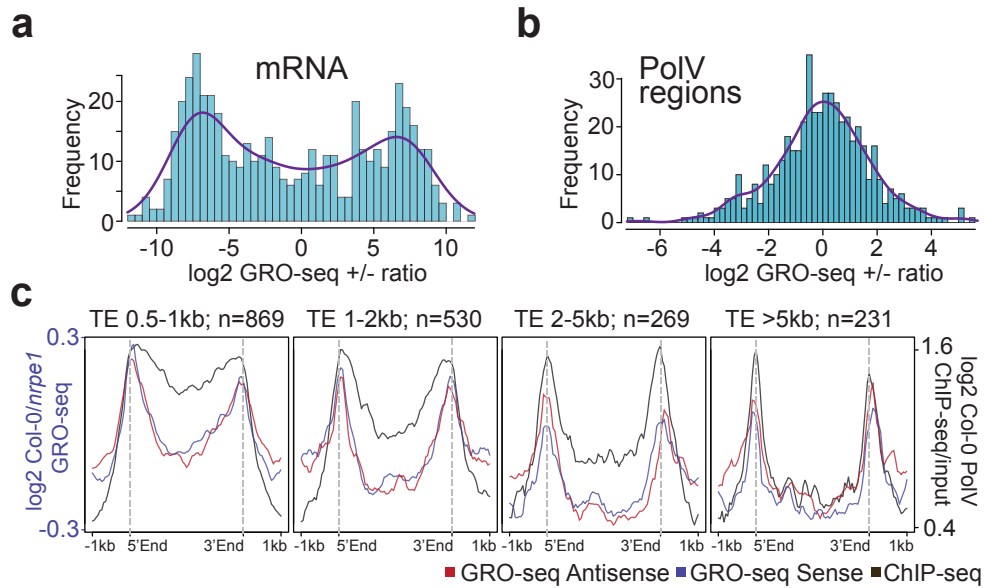 a
mRNA
Frequency
20
10
0
-10 -5 0 5 10
log2 GRO-seq +/- ratio
b
PolV
regions
Frequency
30
20
10
0
-6 -4 -2 0 2 4
log2 GRO-seq +/- ratio
c
TE 0.5-1kb; n=869
TE 1-2kb; n=530
TE 2-5kb; n=269
TE >5kb; n=231
0.3
-0.3
log2 Col-0/nrpe1
GRO-seq
1.6
0.4
log2 Col-0 PolV
ChIP-seq/input
-1kb 5'End 3'End 1kb
-1kb 5'End 3'End 1kb
-1kb 5'End 3'End 1kb
-1kb 5'End 3'End 1kb
GRO-seq Antisense GRO-seq Sense ChIP-seq